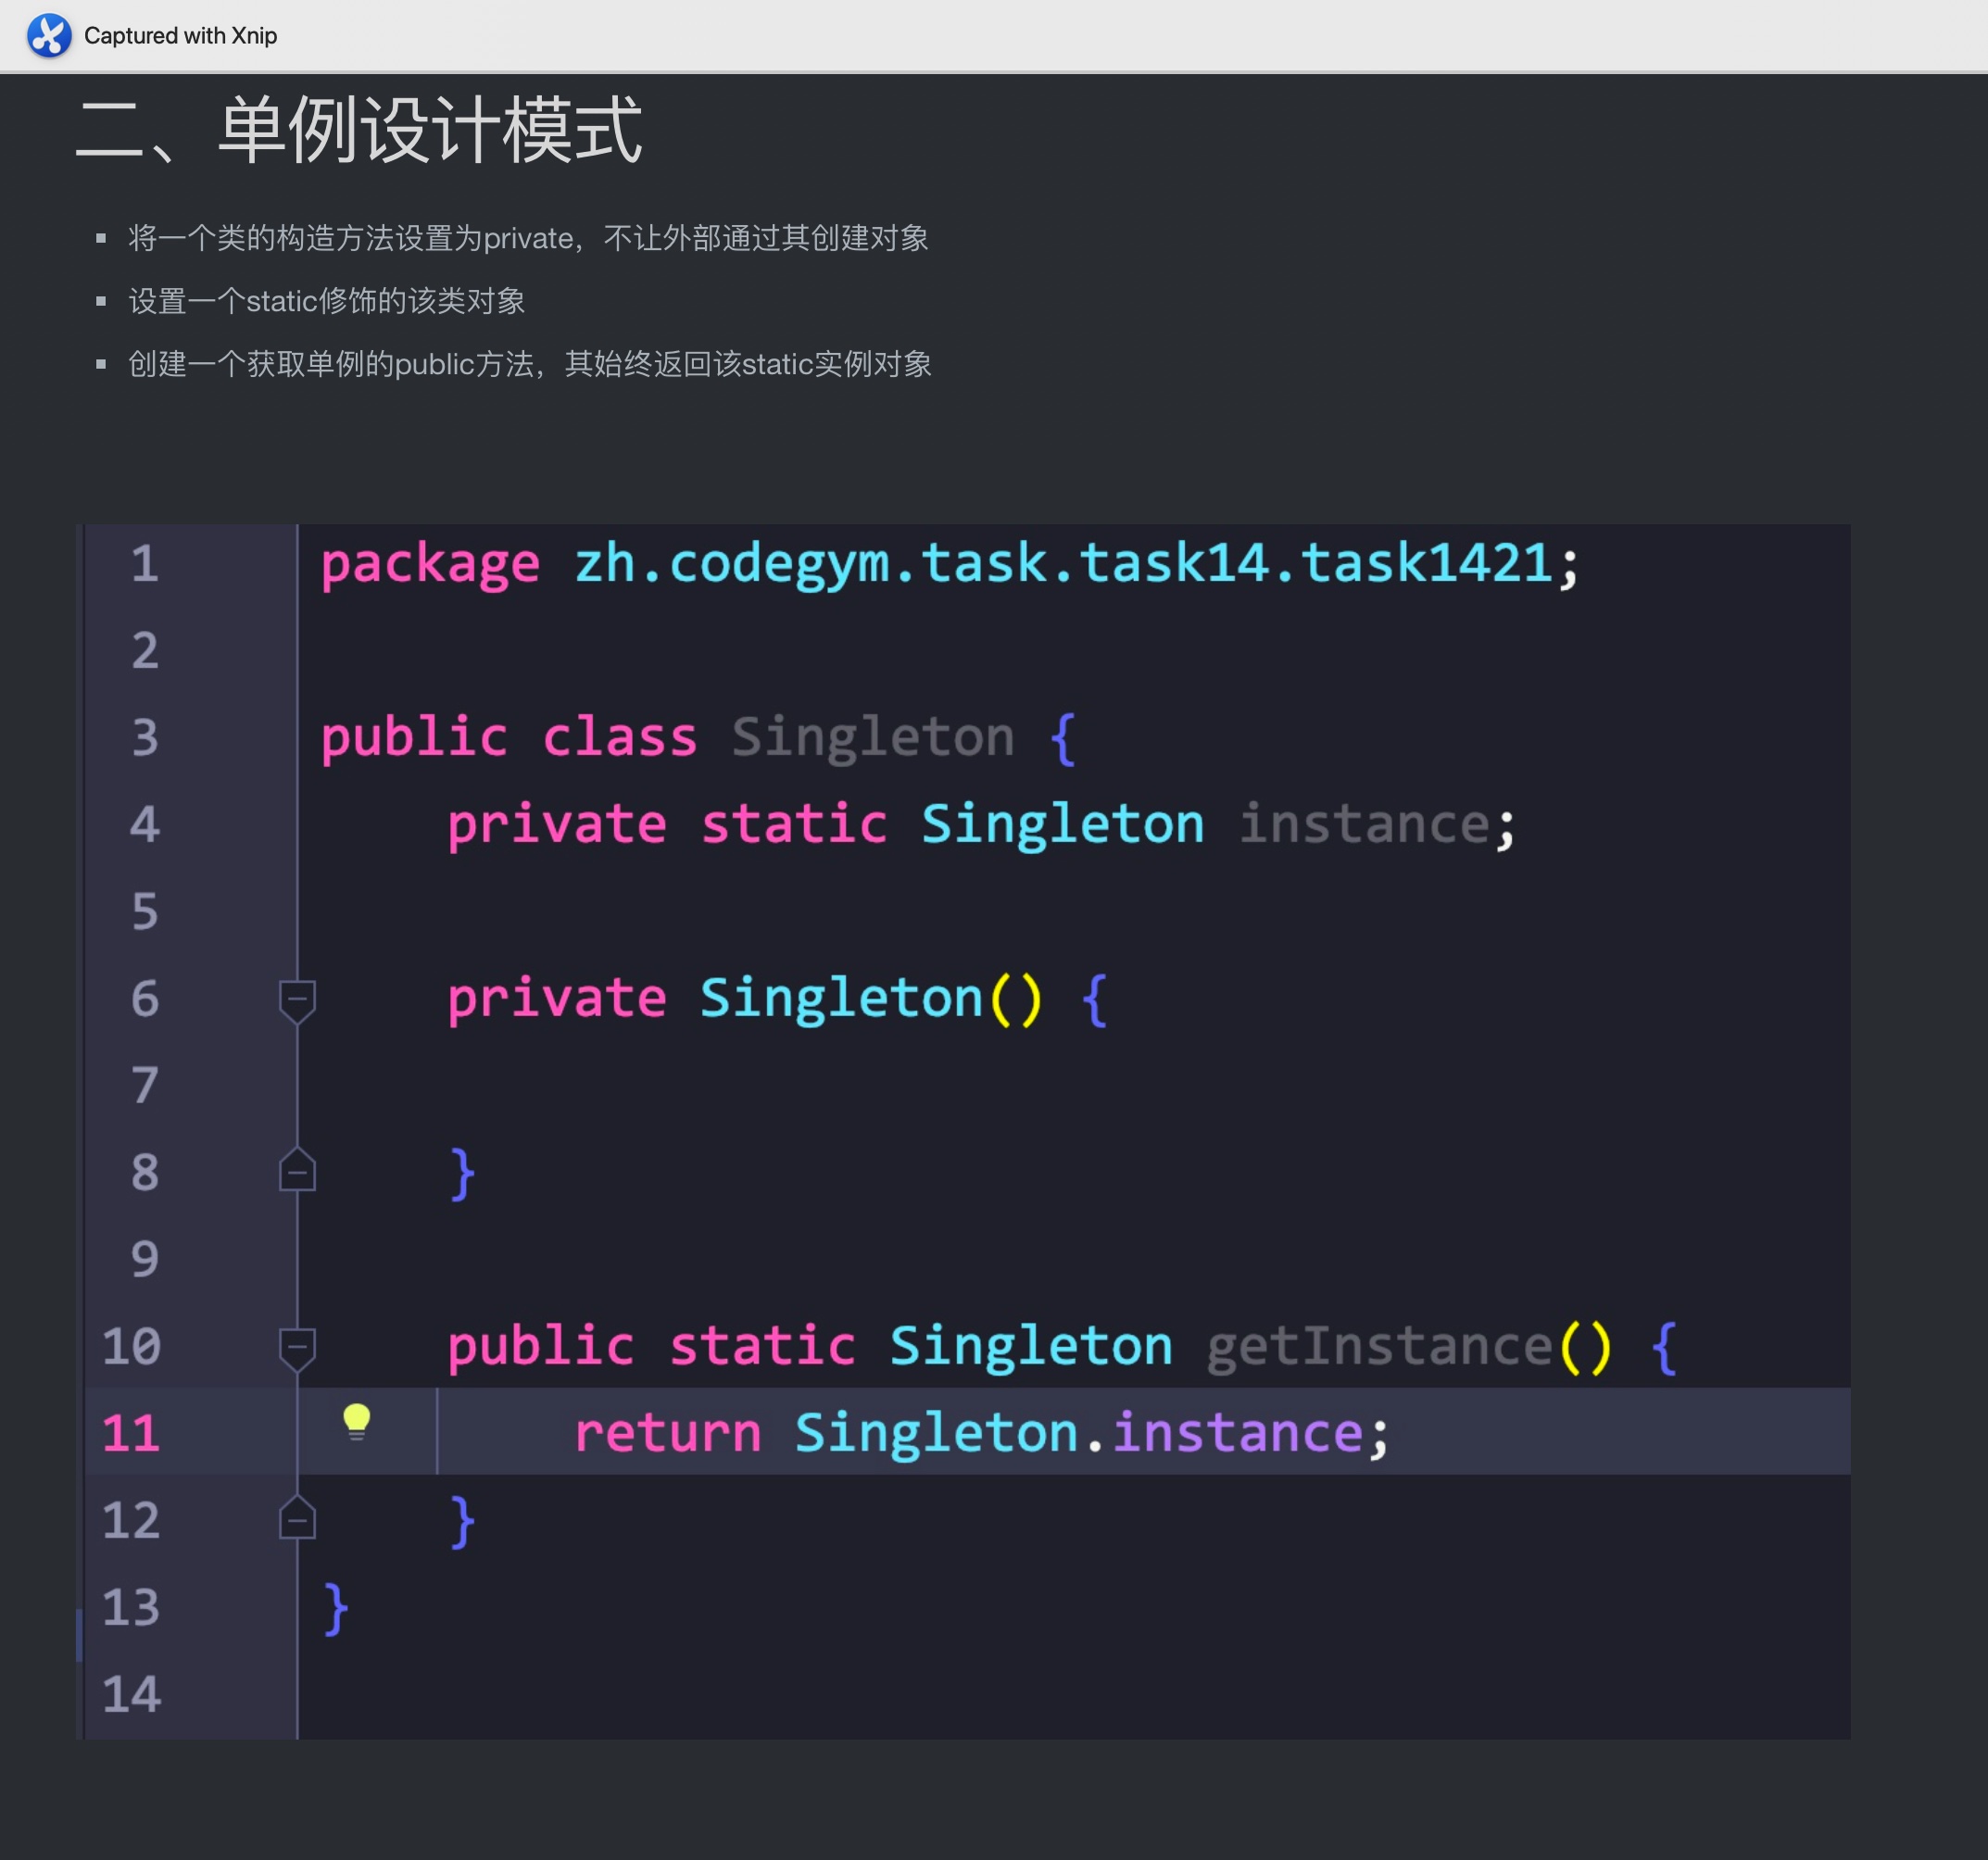 Captured with Xnip
二、单例设计模式
▪ 将一个类的构造方法设置为private，不让外部通过其创建对象
▪ 设置一个static修饰的该类对象
▪ 创建一个获取单例的public方法，其始终返回该static实例对象
1 package zh.codegym.task.task14.task1421;
2
3 public class Singleton {
4     private static Singleton instance;
5
6     private Singleton() {
7
8     }
9
10     public static Singleton getInstance() {
11         return Singleton.instance;
12     }
13 }
14